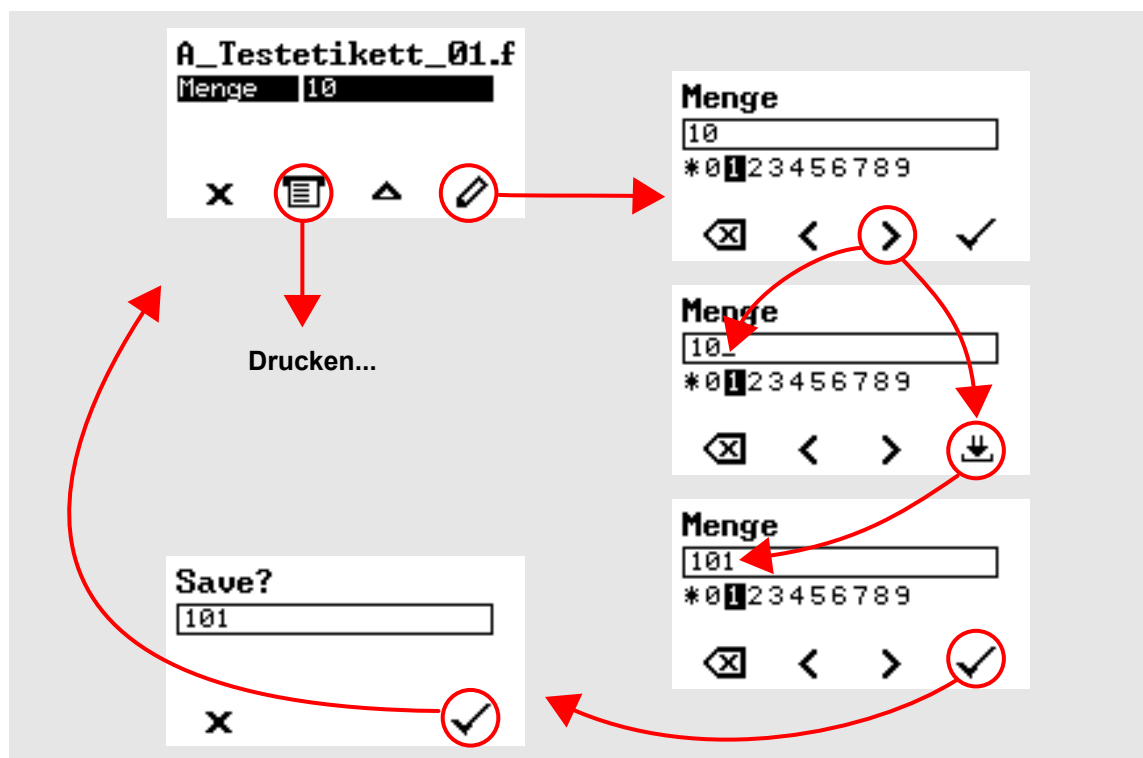 A_Testetikett_01.f
Menge 10
Drucken...
Menge
10
*0123456789
Menge
10_
*0123456789
Menge
101
*0123456789
Save?
101